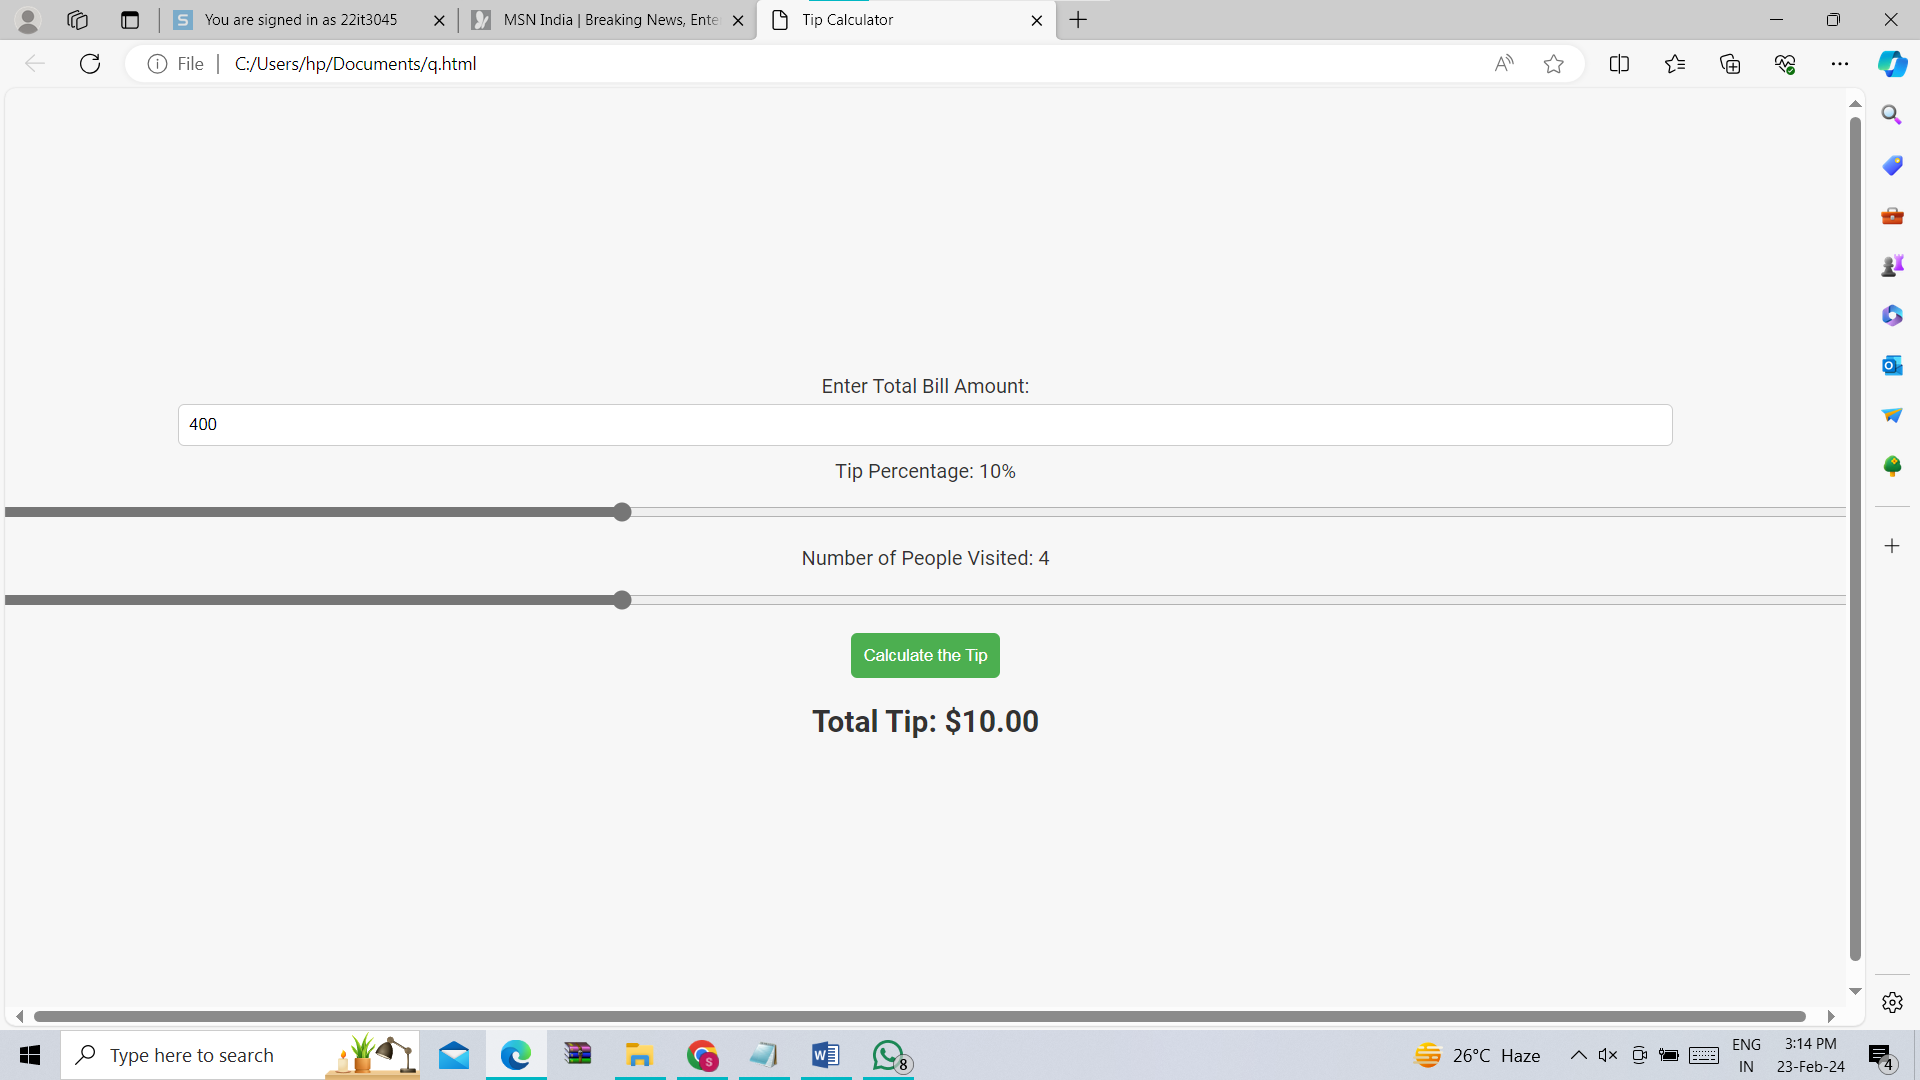 You are signed in as 22it3045
MSN India | Breaking News, Ente
Tip Calculator
File
C:/Users/hp/Documents/q.html
Enter Total Bill Amount:
400
Tip Percentage: 10%
Number of People Visited: 4
Calculate the Tip
Total Tip: $10.00
Type here to search
8
26°C Haze
ENG
IN
3:14 PM
23-Feb-24
4